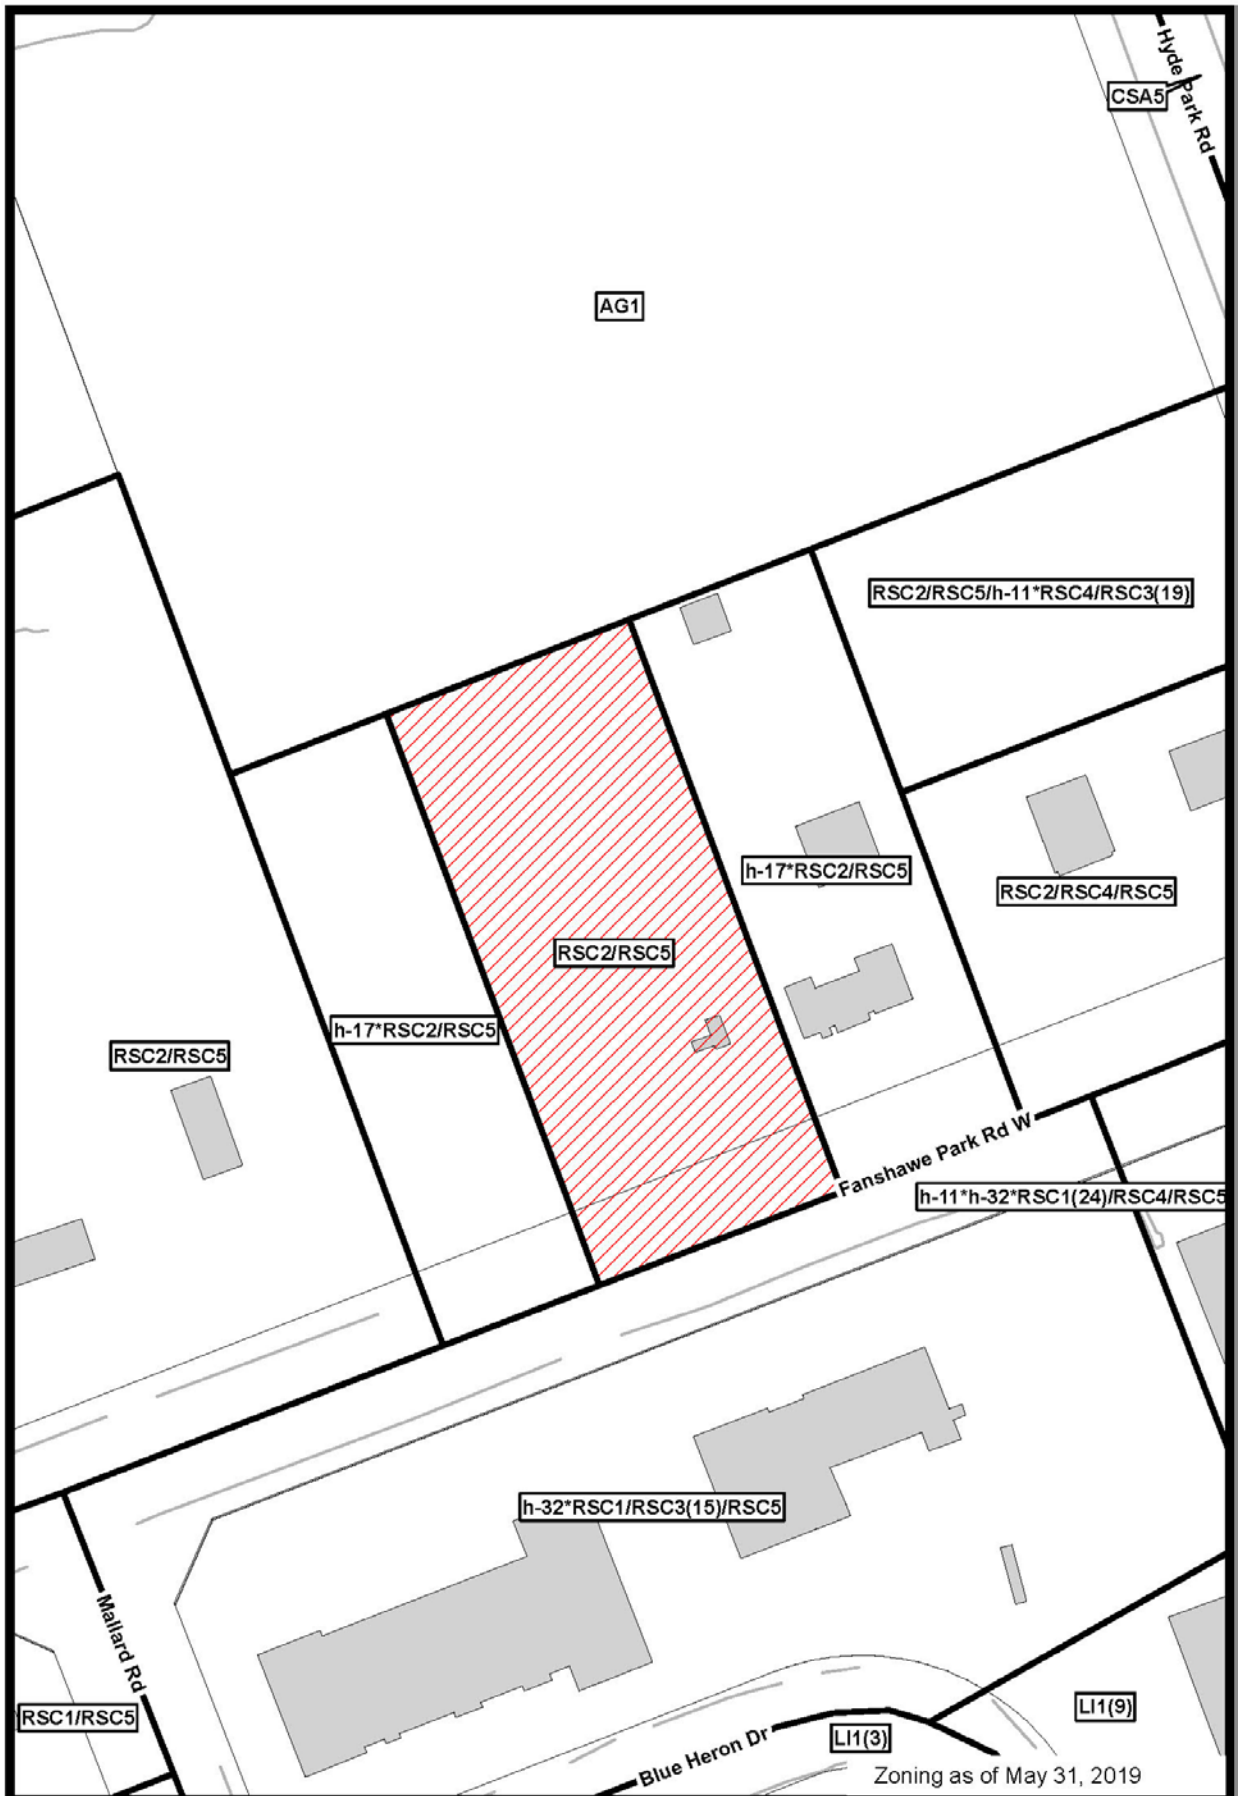 Hyde Park Rd
CSA5
AG1
RSC2/RSC5/h-11*RSC4/RSC3(19)
h-17*RSC2/RSC5
RSC2/RSC4/RSC5
RSC2/RSC5
h-17*RSC2/RSC5
RSC2/RSC5
Fanshawe Park Rd W
h-11*h-32*RSC1(24)/RSC4/RSC5
h-32*RSC1/RSC3(15)/RSC5
Mallard Rd
RSC1/RSC5
LI1(9)
LI1(3)
Blue Heron Dr
Zoning as of May 31, 2019